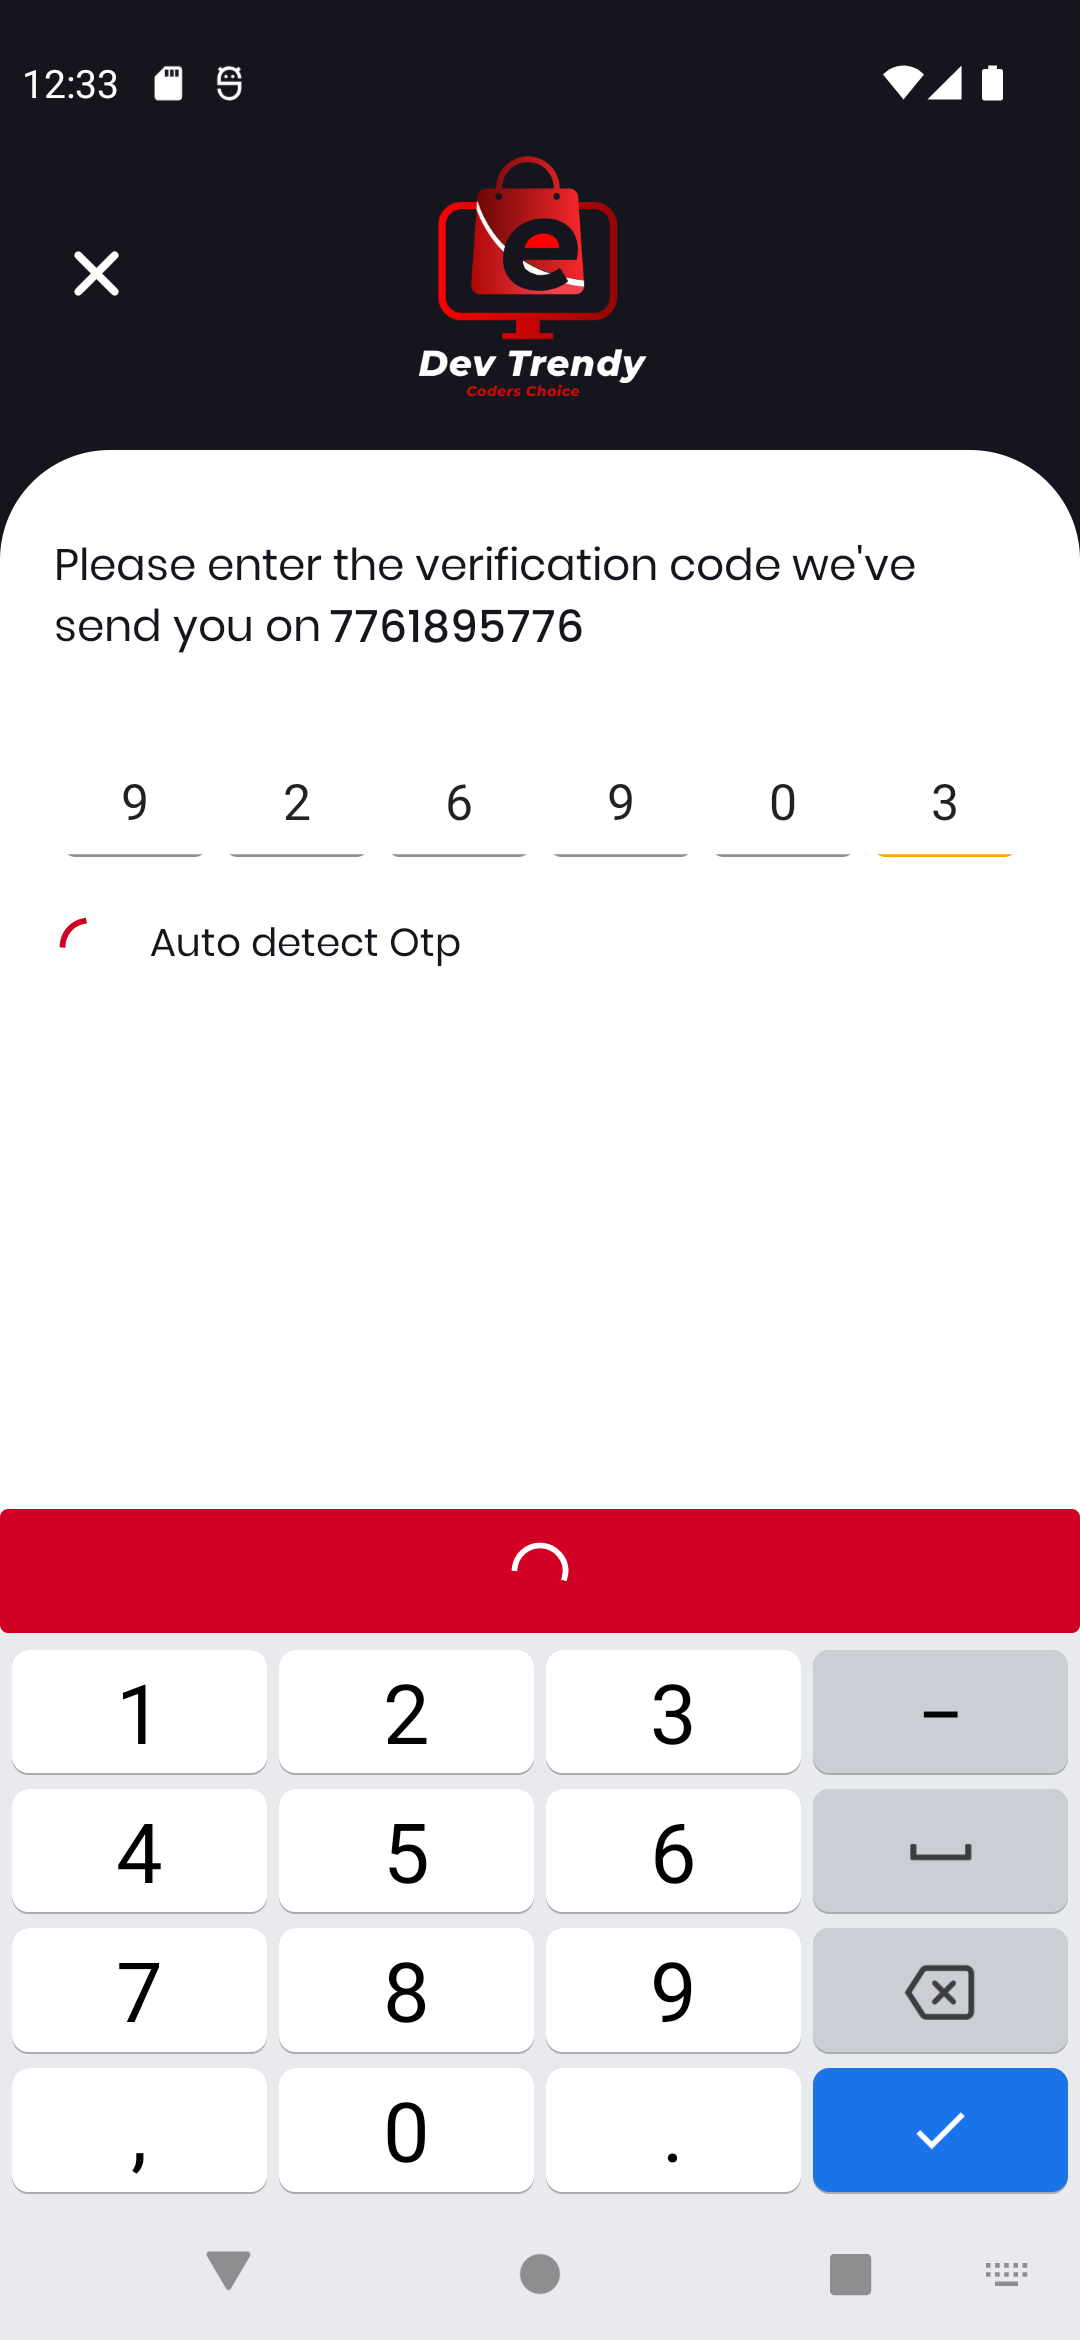 12:33
e
Dev Trendy
Coders Choice
Please enter the verification code we've
send you on 7761895776
9 2 6 9 0 3
Auto detect Otp
1 2 3 –
4 5 6
7 8 9
, 0 .